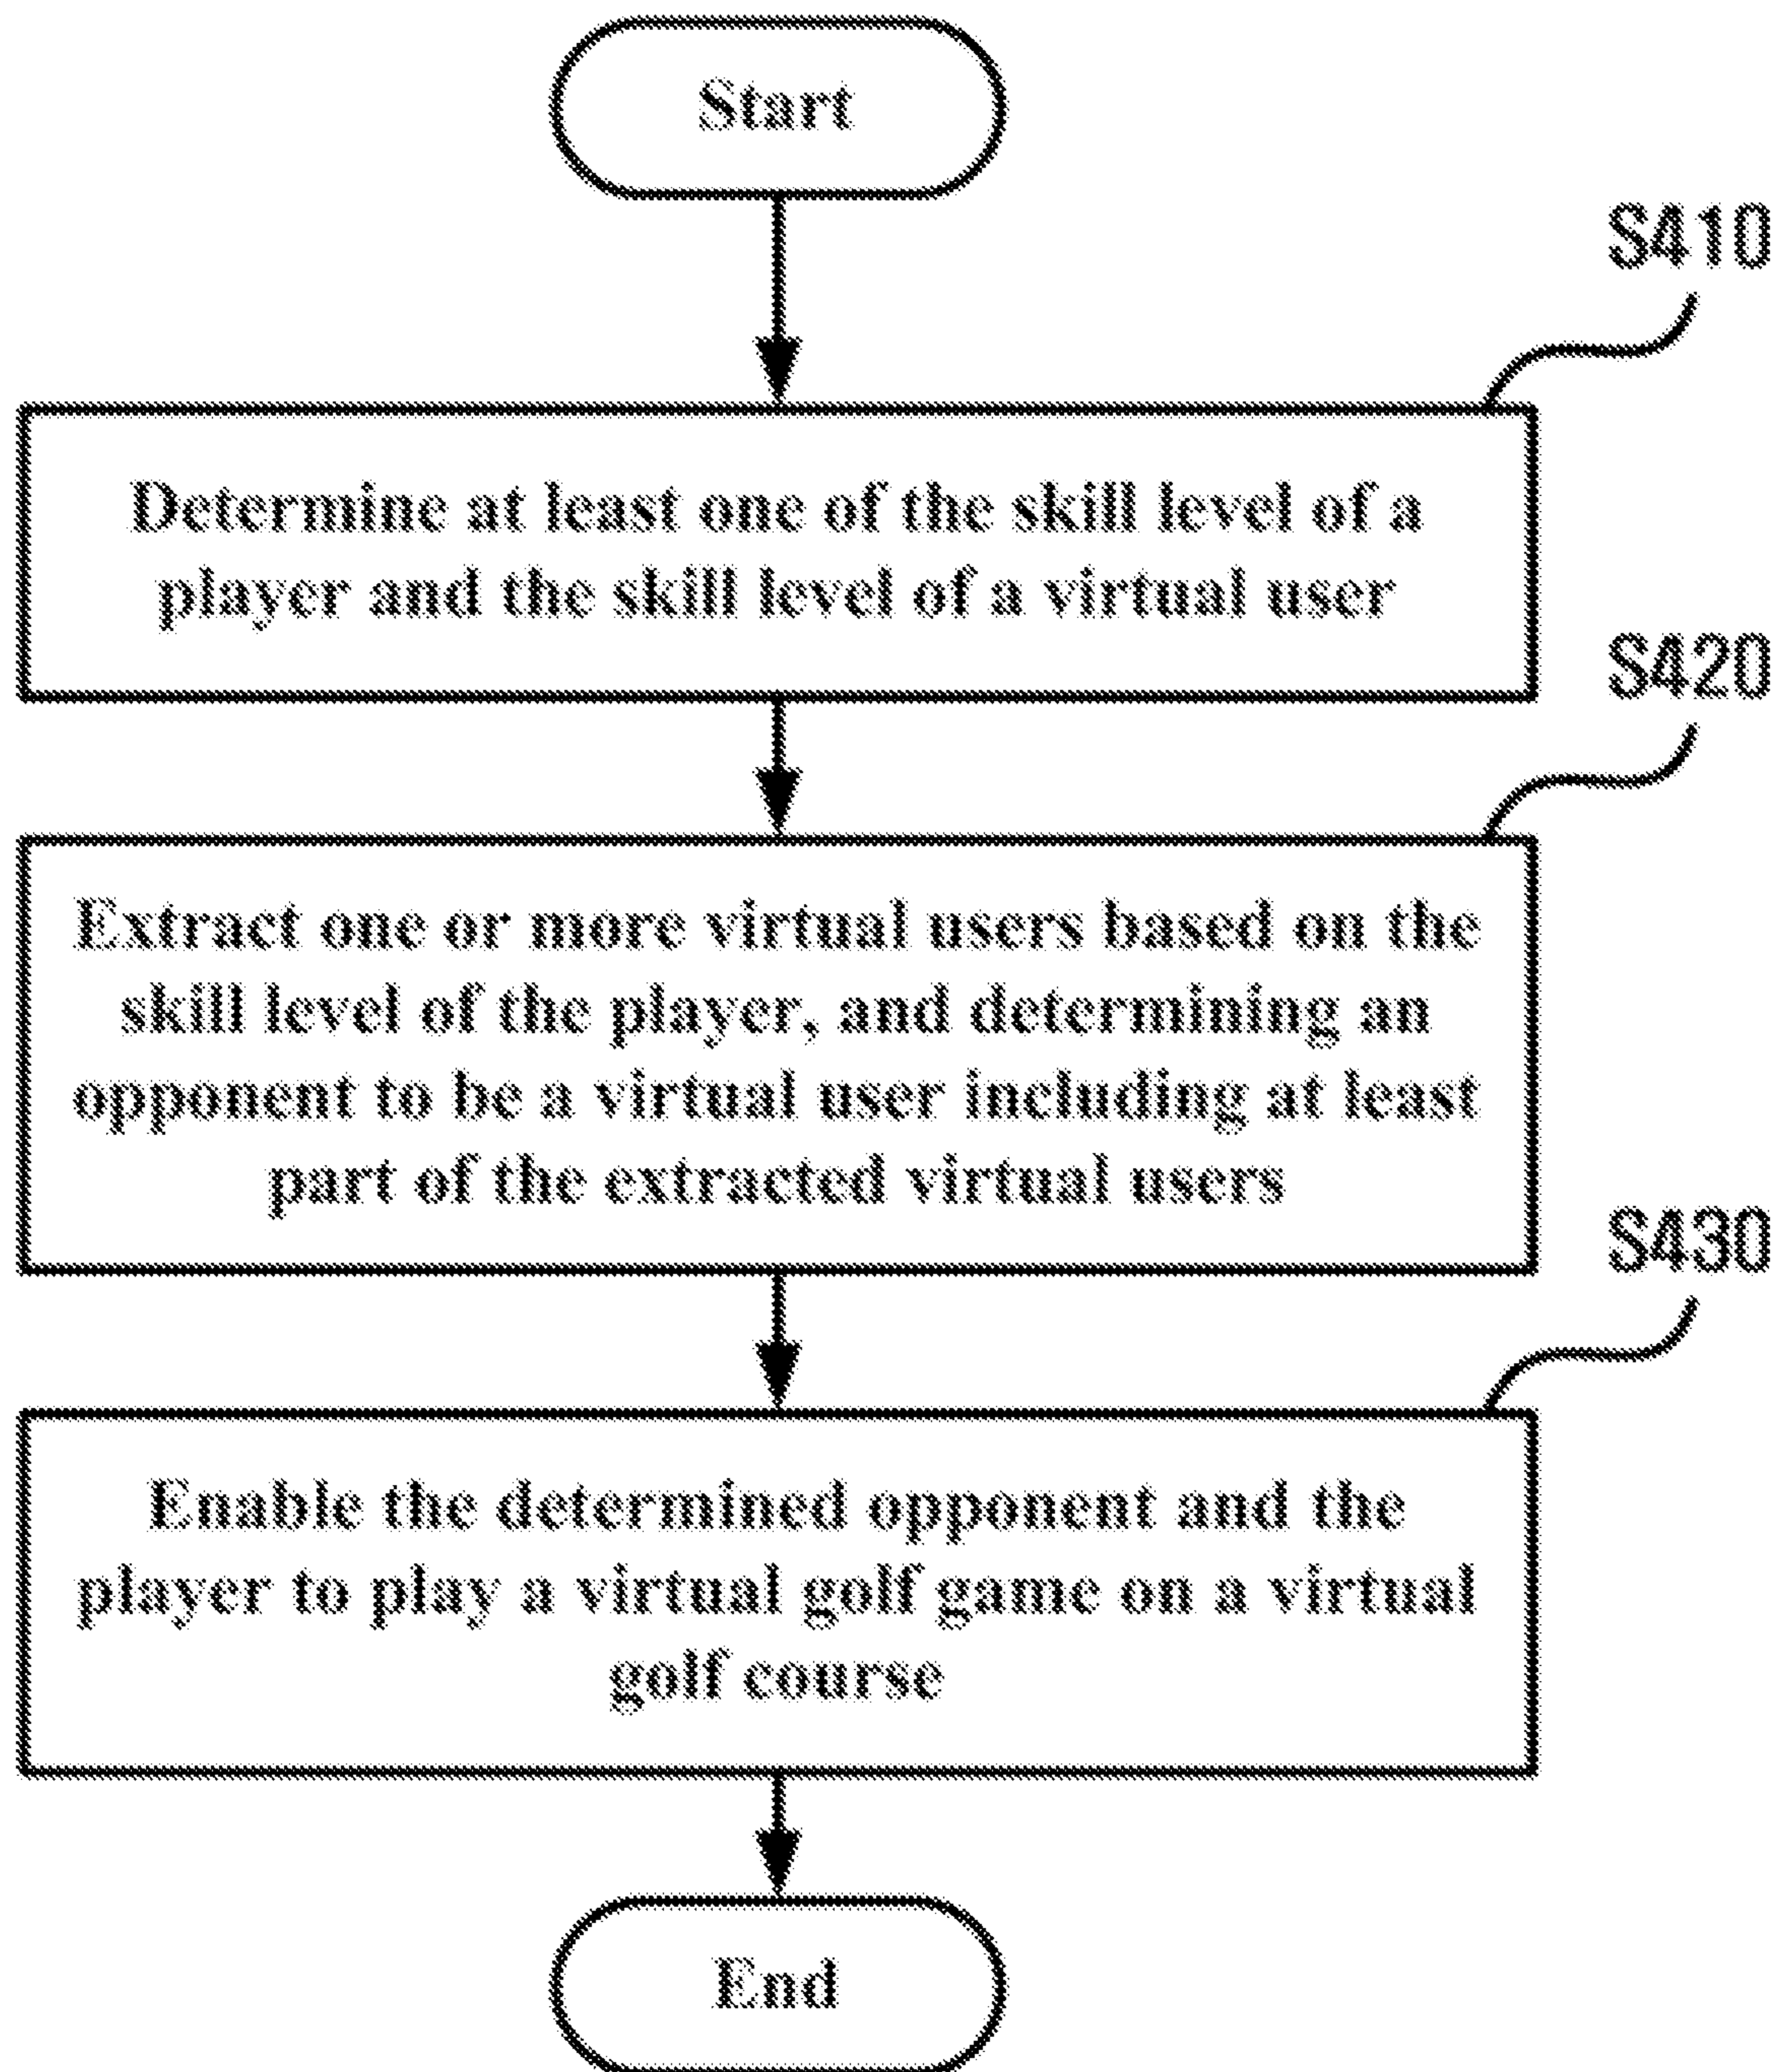 Start
S410
Determine at least one of the skill level of a
player and the skill level of a virtual user
S420
Extract one or more virtual users based on the
skill level of the player, and determining an
opponent to be a virtual user including at least
part of the extracted virtual users
S430
Enable the determined opponent and the
player to play a virtual golf game on a virtual
golf course
End